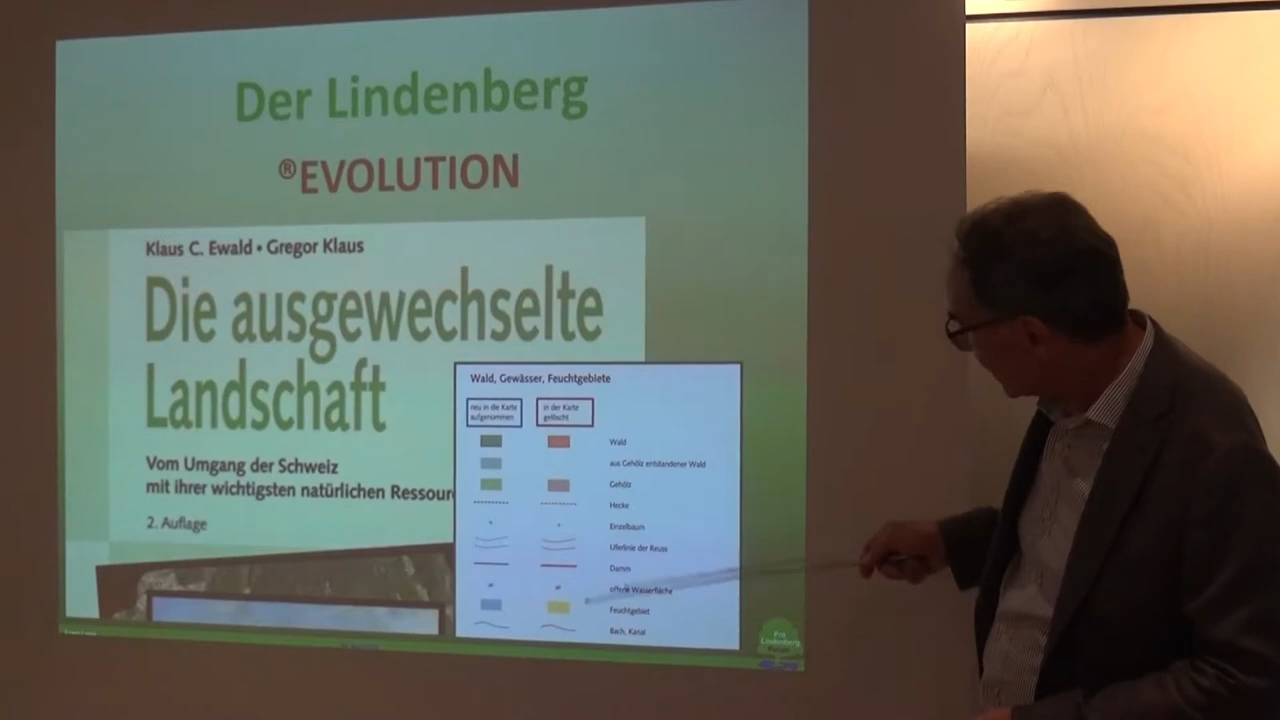 Der Lindenberg
®EVOLUTION
Klaus C. Ewald • Gregor Klaus
Die ausgewechselte
Landschaft
Vom Umgang der Schweiz
mit ihrer wichtigsten natürlichen Ressour
2. Auflage
Wald, Gewässer, Feuchtgebiete
neu in die Karte
aufgenommen
in der Karte
gelöscht
Wald
aus Gehölz entstandener Wald
Gehölz
Hecke
Einzelbaum
Uferlinie der Reuss
Damm
offene Wasserfläche
Feuchtgebiet
Bach, Kanal
Pro
Lindenberg